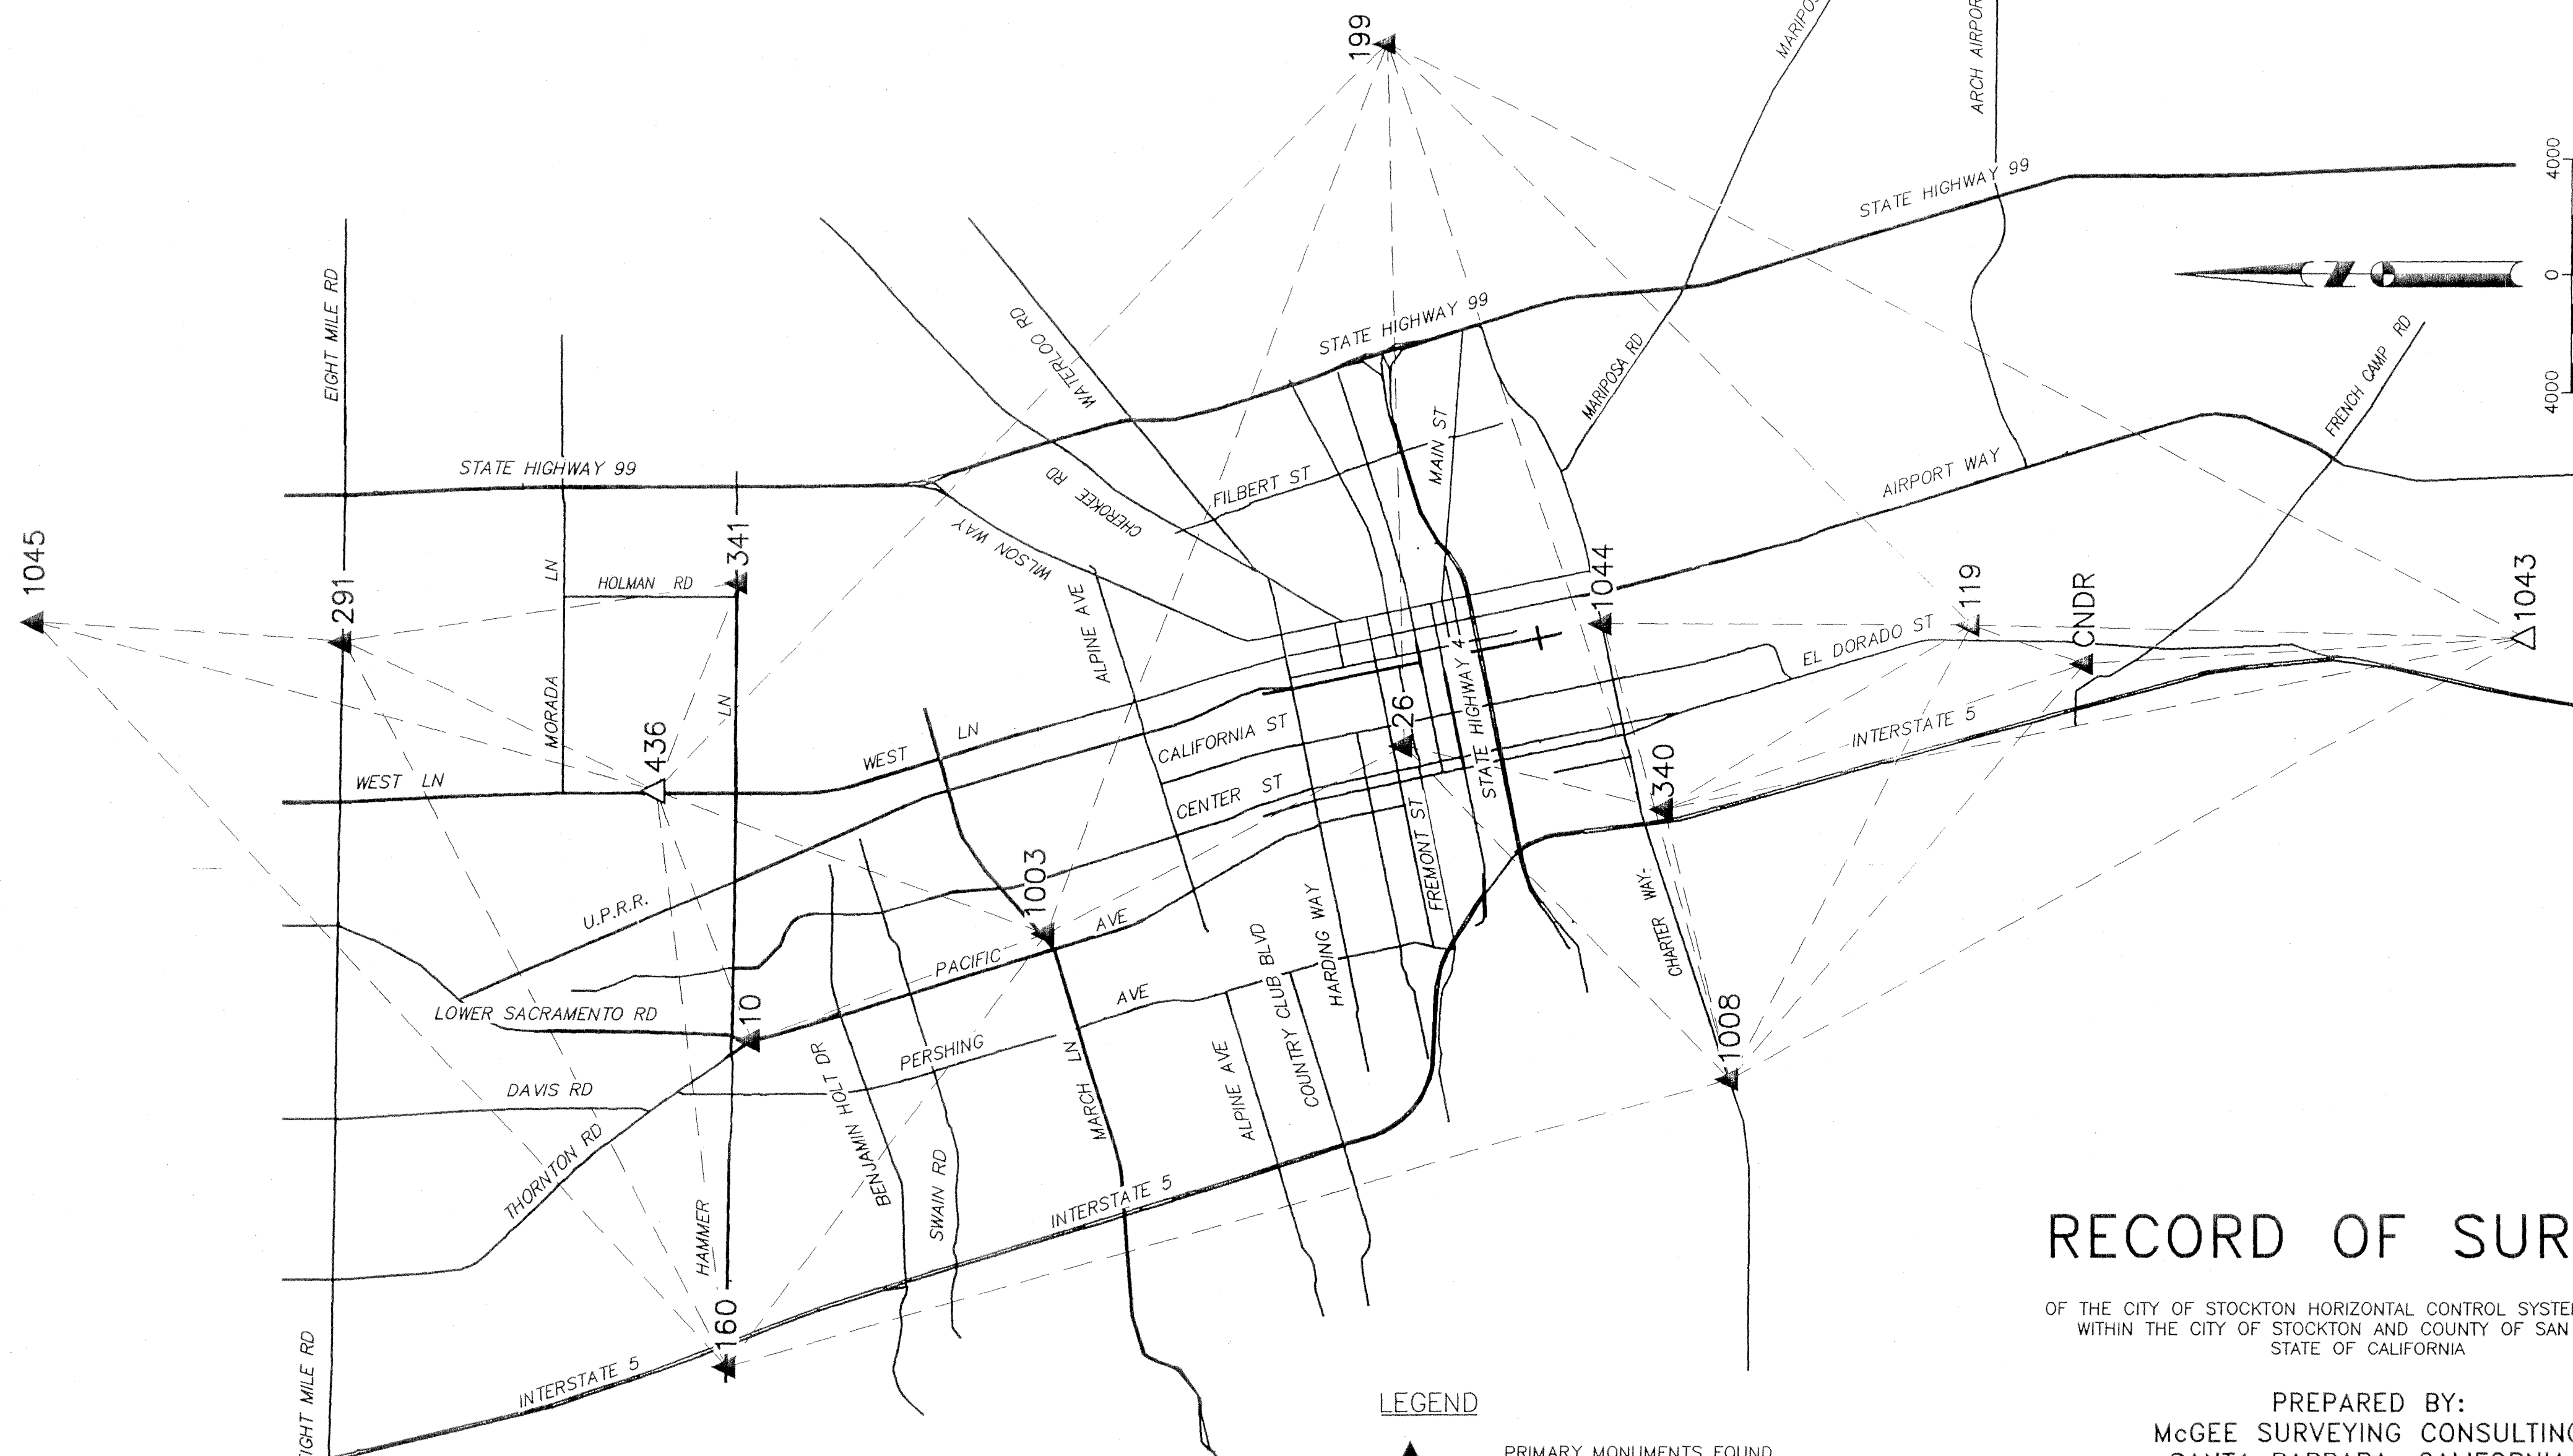 199
MARIPOS
ARCH AIRPOR
4000
0
4000
STATE HIGHWAY 99
EIGHT MILE RD
WATERLOO RD
STATE HIGHWAY 99
MARIPOSA RD
FRENCH CAMP RD
STATE HIGHWAY 99
CHEROKEE RD
FILBERT ST
MAIN ST
AIRPORT WAY
1045
291
341
LN
HOLMAN RD
WILSON WAY
ALPINE AVE
1044
119
CNDR
1043
MORADA
LN
436
WEST LN
WEST LN
CALIFORNIA ST
26
STATE HIGHWAY 4
EL DORADO ST
INTERSTATE 5
CENTER ST
340
U.P.R.R.
1003
PACIFIC AVE
FREMONT ST
HARDING WAY
CHARTER WAY
LOWER SACRAMENTO RD
10
AVE
COUNTRY CLUB BLVD
1008
DAVIS RD
PERSHING
LN
ALPINE AVE
THORNTON RD
BENJAMIN HOLT DR
MARCH
HAMMER
SWAIN RD
INTERSTATE 5
160
INTERSTATE 5
IGHT MILE RD
LEGEND
PRIMARY MONUMENTS FOUND
RECORD OF SUR
OF THE CITY OF STOCKTON HORIZONTAL CONTROL SYSTE
WITHIN THE CITY OF STOCKTON AND COUNTY OF SAN
STATE OF CALIFORNIA
PREPARED BY:
McGEE SURVEYING CONSULTING
SANTA BARBARA, CALIFORNIA